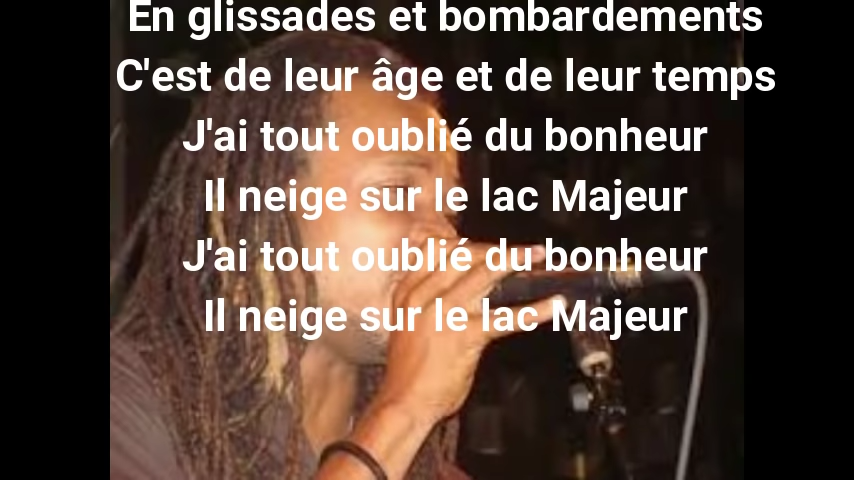 En glissades et bombardements
C'est de leur âge et de leur temps
J'ai tout oublié du bonheur
Il neige sur le lac Majeur
J'ai tout oublié du bonheur
Il neige sur le lac Majeur